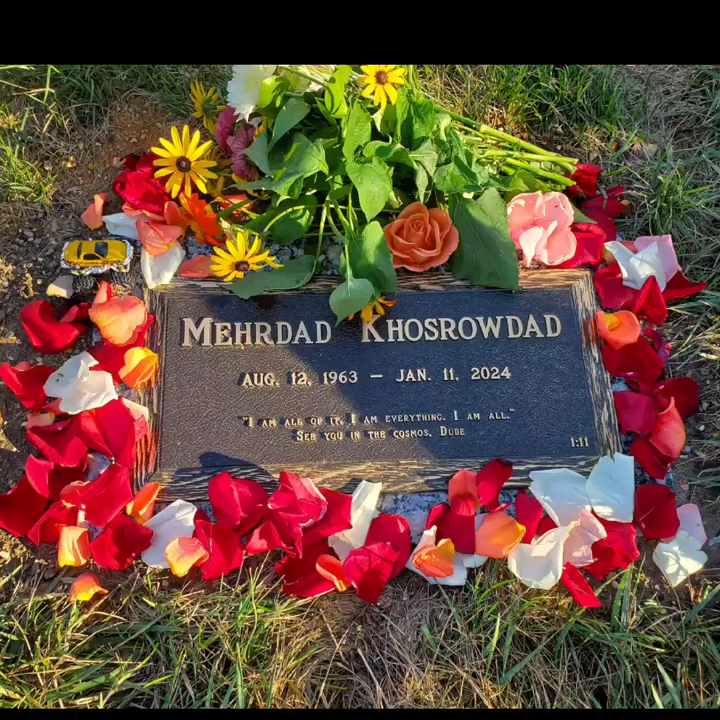 MEHRDAD KHOSROWDAD
AUG. 12, 1963 — JAN. 11, 2024
"I AM ALL OF IT, I AM EVERYTHING. I AM ALL."
SEE YOU IN THE COSMOS, DUDE
1:11